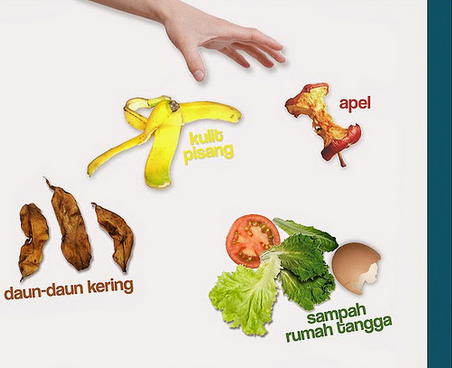 apel
kulit
pisang
daun-daun kering
sampah
rumah tangga